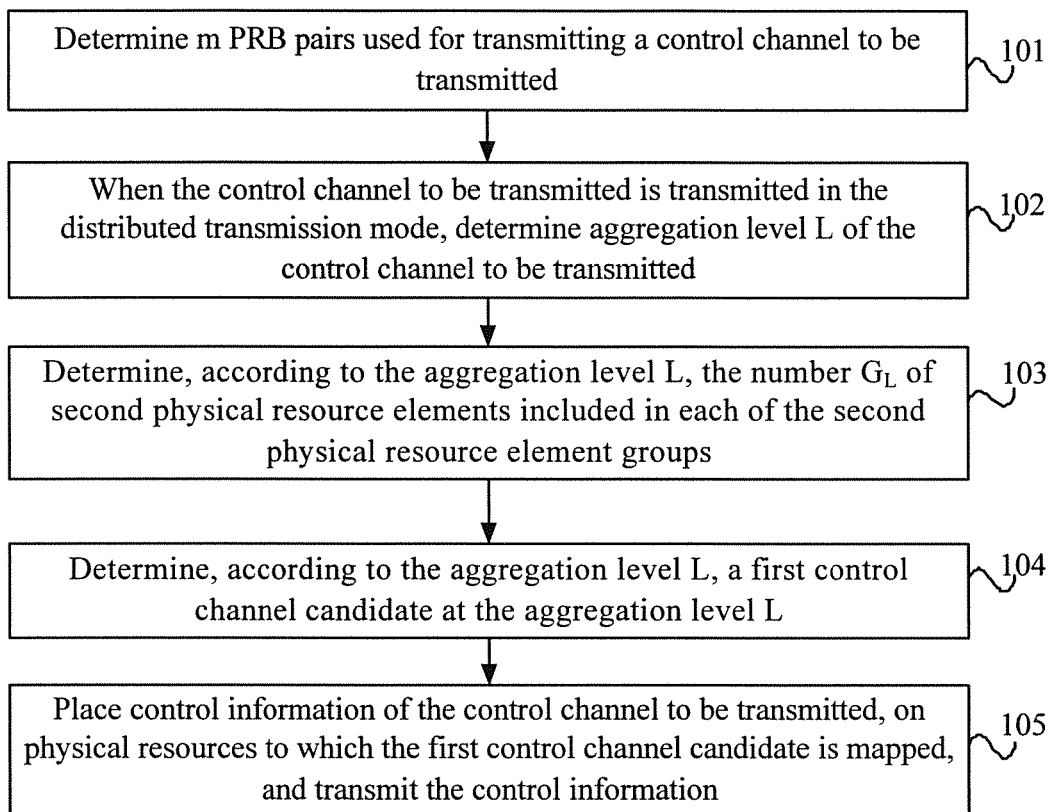 Determine m PRB pairs used for transmitting a control channel to be
transmitted
101
When the control channel to be transmitted is transmitted in the
distributed transmission mode, determine aggregation level L of the
control channel to be transmitted
102
Determine, according to the aggregation level L, the number G_L of
second physical resource elements included in each of the second
physical resource element groups
103
Determine, according to the aggregation level L, a first control
channel candidate at the aggregation level L
104
Place control information of the control channel to be transmitted, on
physical resources to which the first control channel candidate is mapped,
and transmit the control information
105